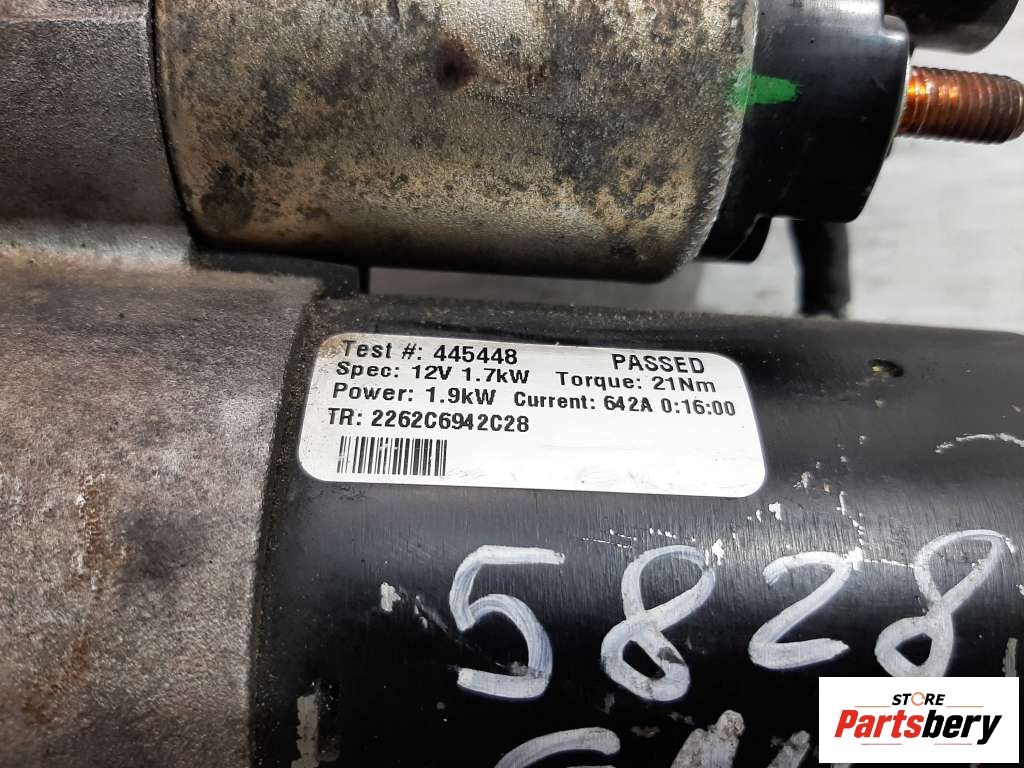 Test #: 445448 PASSED
Spec: 12V 1.7kW Torque: 21Nm
Power: 1.9kW Current: 642A 0:16:00
TR: 2262C6942C28
5828
STORE
Partsbery